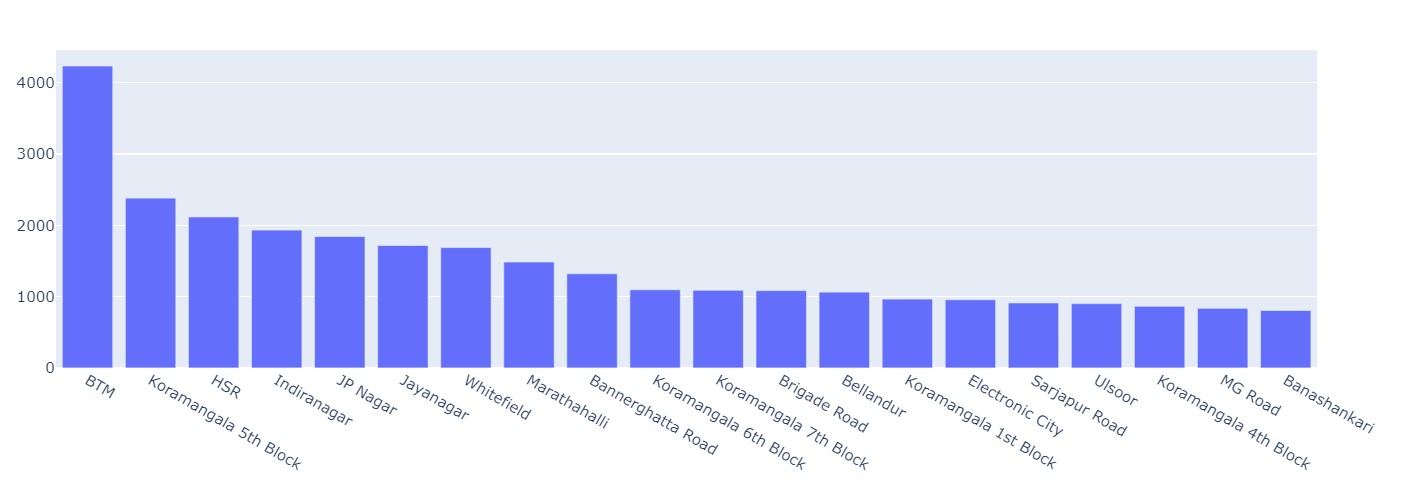 4000
3000
2000
1000
0
BTM
Koramangala 5th Block
HSR
Indiranagar
JP Nagar
Jayanagar
Whitefield
Marathahalli
Bannerghatta Road
Koramangala 6th Block
Koramangala 7th Block
Brigade Road
Bellandur
Koramangala 1st Block
Electronic City
Sarjapur Road
Ulsoor
Koramangala 4th Block
MG Road
Banashankari